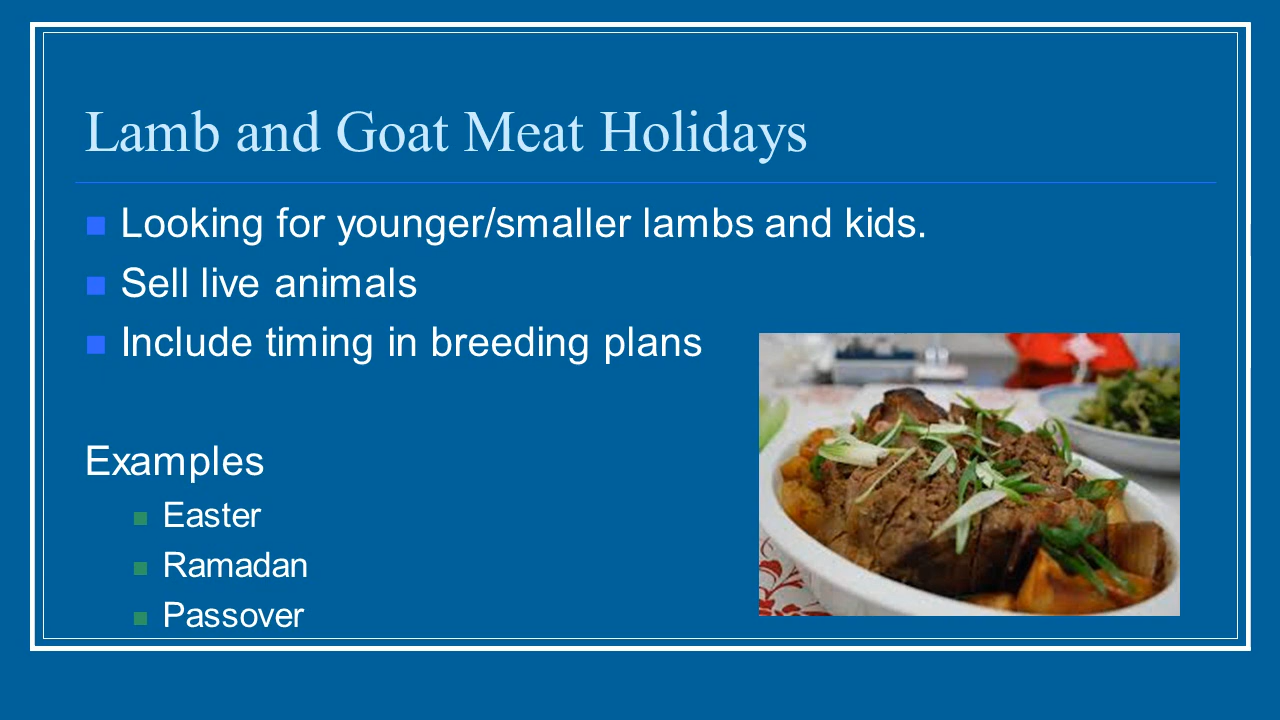 Lamb and Goat Meat Holidays
Looking for younger/smaller lambs and kids.
Sell live animals
Include timing in breeding plans
Examples
Easter
Ramadan
Passover